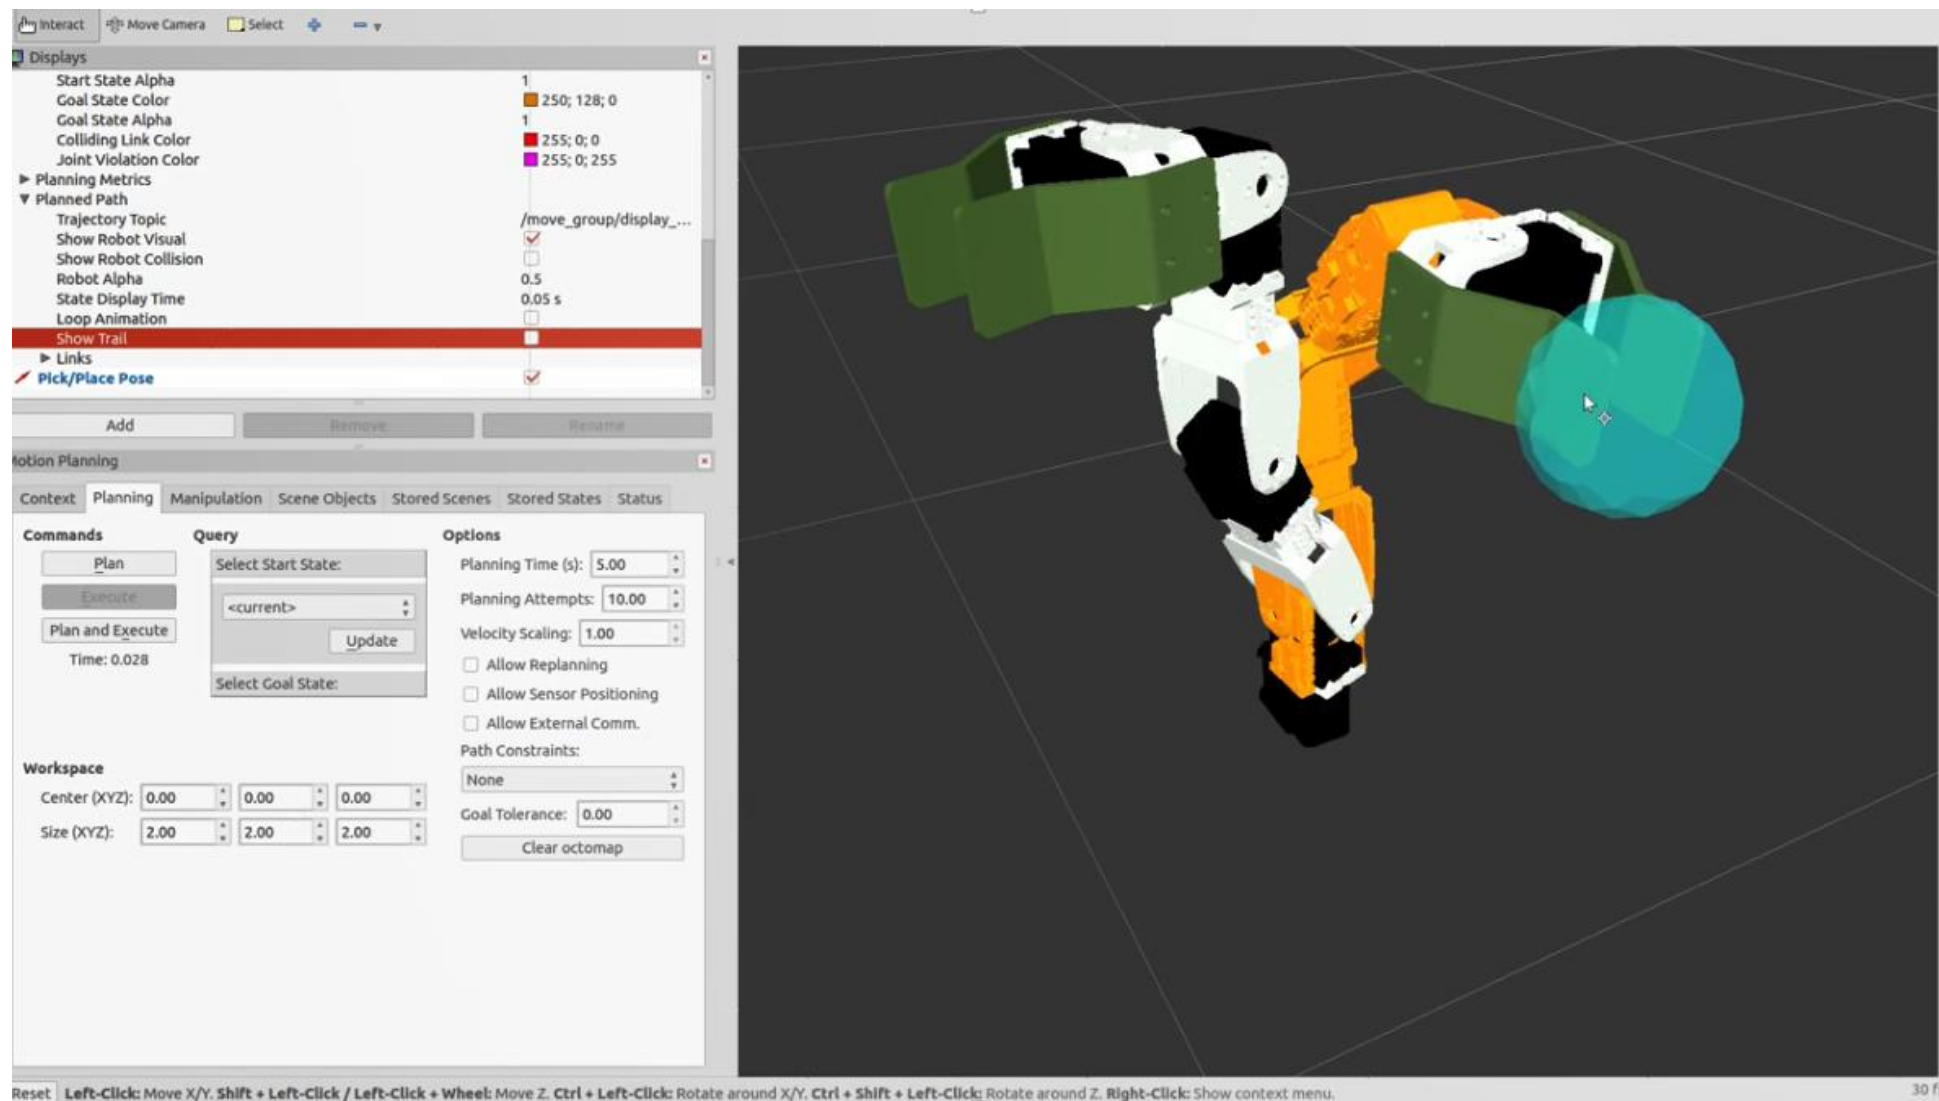 Interact Move Camera Select
Displays
Start State Alpha 1
Goal State Color 250; 128; 0
Goal State Alpha 1
Colliding Link Color 255; 0; 0
Joint Violation Color 255; 0; 255
Planning Metrics
Planned Path
Trajectory Topic /move_group/display_...
Show Robot Visual
Show Robot Collision
Robot Alpha 0.5
State Display Time 0.05 s
Loop Animation
Show Trail
Links
Pick/Place Pose
Add Remove Rename
Motion Planning
Context Planning Manipulation Scene Objects Stored Scenes Stored States Status
Commands Query Options
Plan Select Start State: Planning Time (s): 5.00
Execute <current> Planning Attempts: 10.00
Plan and Execute Update Velocity Scaling: 1.00
Time: 0.028 Allow Replanning
Select Goal State: Allow Sensor Positioning
Allow External Comm.
Path Constraints:
Workspace None
Center (XYZ): 0.00 0.00 0.00
Goal Tolerance: 0.00
Size (XYZ): 2.00 2.00 2.00
Clear octomap
Reset Left-Click: Move X/Y. Shift + Left-Click / Left-Click + Wheel: Move Z. Ctrl + Left-Click: Rotate around X/Y. Ctrl + Shift + Left-Click: Rotate around Z. Right-Click: Show context menu. 30 f